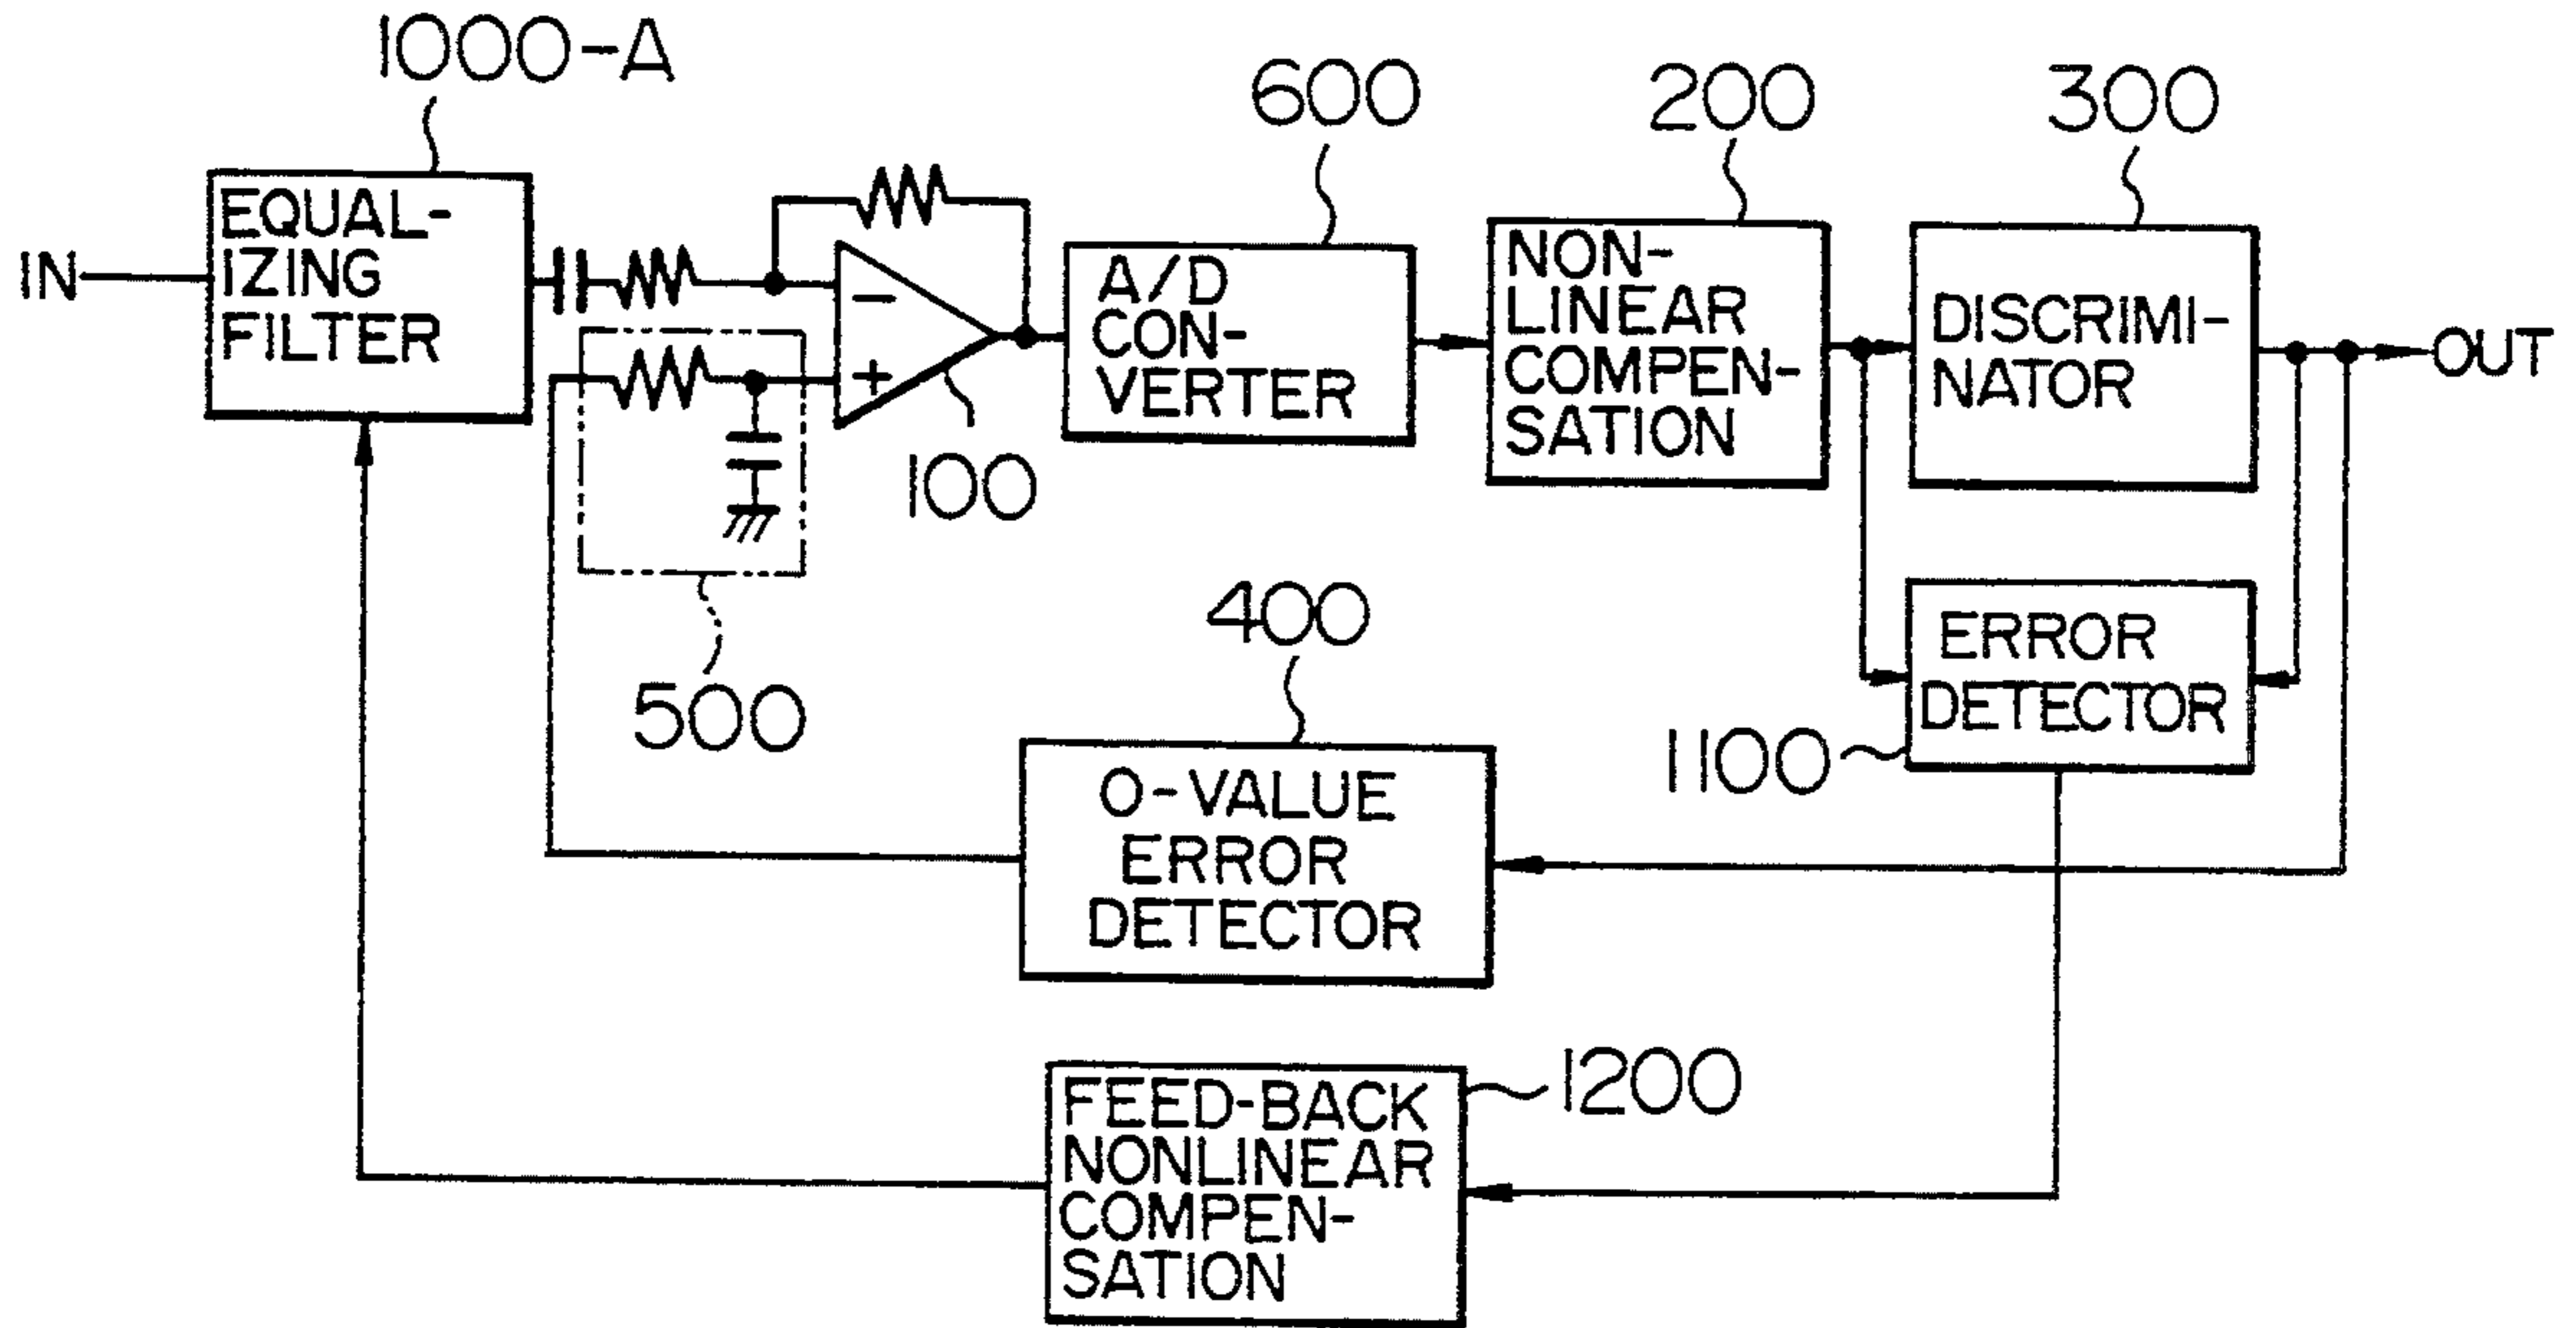 1000-A
600
200
300
IN
EQUAL-
IZING
FILTER
−
+
100
A/D
CON-
VERTER
NON-
LINEAR
COMPEN-
SATION
DISCRIMI-
NATOR
OUT
500
400
ERROR
DETECTOR
1100
0-VALUE
ERROR
DETECTOR
FEED-BACK
NONLINEAR
COMPEN-
SATION
1200